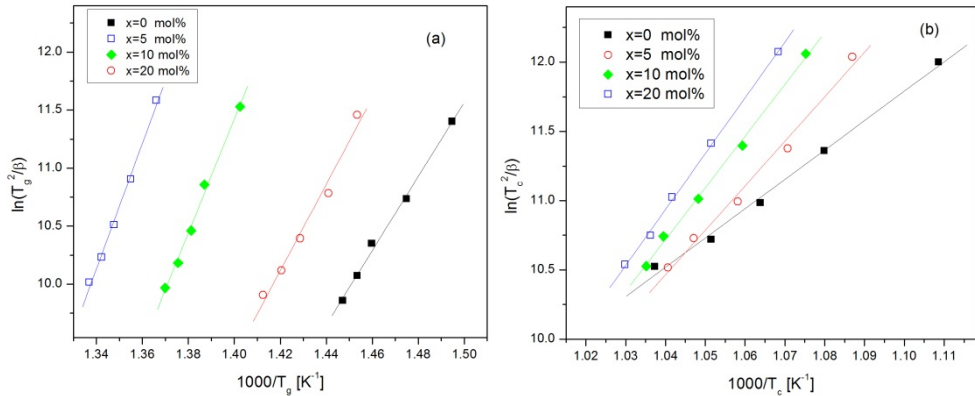 (a)
x=0 mol%
x=5 mol%
x=10 mol%
x=20 mol%
12.0
11.5
11.0
10.5
10.0
ln(T_g^2/β)
1.34 1.36 1.38 1.40 1.42 1.44 1.46 1.48 1.50
1000/T_g [K^-1]
(b)
x=0 mol%
x=5 mol%
x=10 mol%
x=20 mol%
12.0
11.5
11.0
10.5
10.0
ln(T_c^2/β)
1.02 1.03 1.04 1.05 1.06 1.07 1.08 1.09 1.10 1.11
1000/T_c [K^-1]